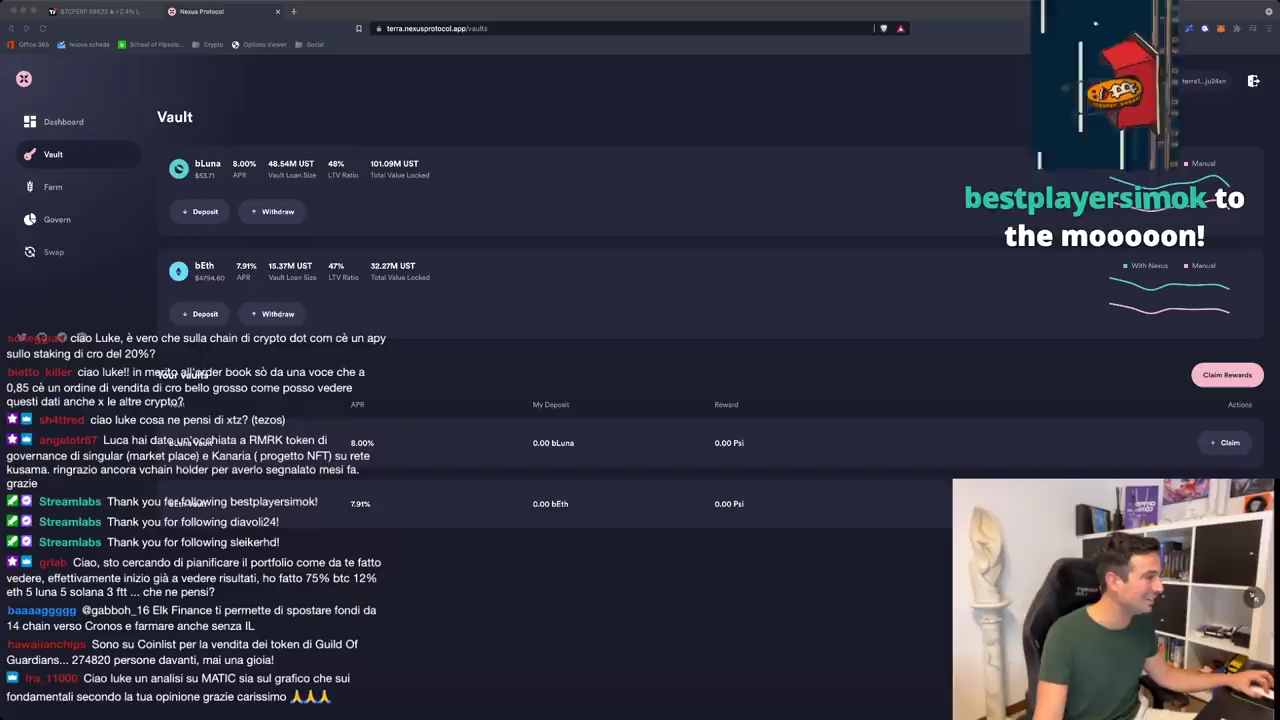 BTCPERP 66622 ▲ +2.4% L
Nexus Protocol
terra.nexusprotocol.app/vaults
Office 365
Nuova scheda
Crypto
Options Viewer
Social
terra1...ju24sn
Dashboard
Vault
Farm
Govern
Swap
Vault
bLuna
$53.71
8.00%
APR
48.54M UST
Vault Loan Size
48%
LTV Ratio
101.09M UST
Total Value Locked
Manual
Deposit
Withdraw
bestplayersimok to
the mooooon!
bEth
$4794.60
7.91%
APR
15.37M UST
Vault Loan Size
47%
LTV Ratio
32.27M UST
Total Value Locked
With Nexus
Manual
Deposit
Withdraw
Your Vaults
Claim Rewards
APR
My Deposit
Reward
Actions
8.00%
0.00 bLuna
0.00 Psi
+ Claim
7.91%
0.00 bEth
0.00 Psi
ciao Luke, è vero che sulla chain di crypto dot com cè un apy
sullo staking di cro del 20%?
bietto_killer ciao luke!! in merito all'order book sò da una voce che a
0,85 cè un ordine di vendita di cro bello grosso come posso vedere
questi dati anche x le altre crypto?
sh4ttred ciao luke cosa ne pensi di xtz? (tezos)
angelotr87 Luca hai dato un'occhiata a RMRK token di
governance di singular (market place) e Kanaria ( progetto NFT) su rete
kusama. ringrazio ancora vchain holder per averlo segnalato mesi fa.
grazie
Streamlabs Thank you for following bestplayersimok!
Streamlabs Thank you for following diavoli24!
Streamlabs Thank you for following sleikerhd!
grlab Ciao, sto cercando di pianificare il portfolio come da te fatto
vedere, effettivamente inizio già a vedere risultati, ho fatto 75% btc 12%
eth 5 luna 5 solana 3 ftt ... che ne pensi?
baaaaggggg @gabboh_16 Elk Finance ti permette di spostare fondi da
14 chain verso Cronos e farmare anche senza IL
hawaiianchips Sono su Coinlist per la vendita dei token di Guild Of
Guardians... 274820 persone davanti, mai una gioia!
fra_11000 Ciao luke un analisi su MATIC sia sul grafico che sui
fondamentali secondo la tua opinione grazie carissimo 🙏🙏🙏